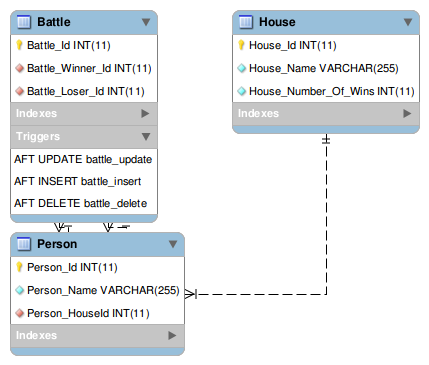 Battle
Battle_Id INT(11)
Battle_Winner_Id INT(11)
Battle_Loser_Id INT(11)
Indexes
Triggers
AFT UPDATE battle_update
AFT INSERT battle_insert
AFT DELETE battle_delete
House
House_Id INT(11)
House_Name VARCHAR(255)
House_Number_Of_Wins INT(11)
Indexes
Person
Person_Id INT(11)
Person_Name VARCHAR(255)
Person_HouseId INT(11)
Indexes